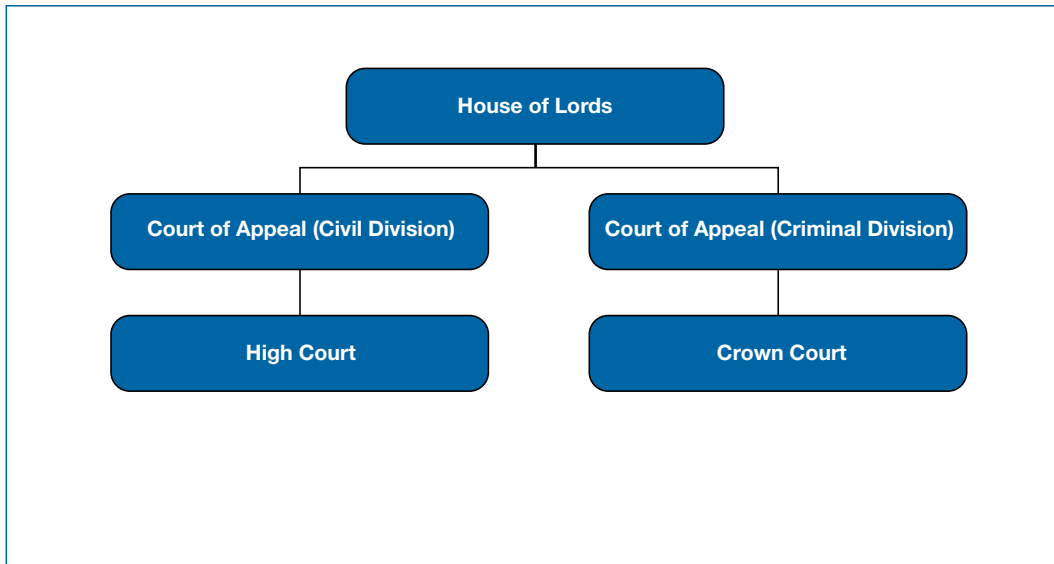 House of Lords
Court of Appeal (Civil Division)
Court of Appeal (Criminal Division)
High Court
Crown Court